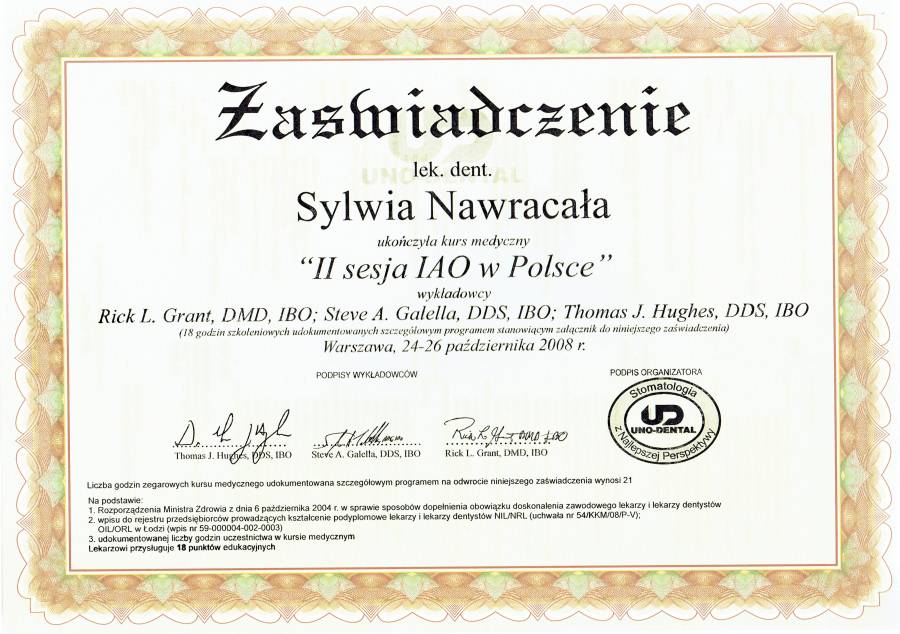 Zaświadczenie
lek. dent.
Sylwia Nawracała
ukończyła kurs medyczny
“II sesja IAO w Polsce”
wykładowcy
Rick L. Grant, DMD, IBO; Steve A. Galella, DDS, IBO; Thomas J. Hughes, DDS, IBO
(18 godzin szkoleniowych udokumentowanych szczegółowym programem stanowiącym załącznik do niniejszego zaświadczenia)
Warszawa, 24-26 października 2008 r.
PODPISY WYKŁADOWCÓW
PODPIS ORGANIZATORA
Stomatologia
UNO-DENTAL
z Najlepszej Perspektywy
Thomas J. Hughes, DDS, IBO
Steve A. Galella, DDS, IBO
Rick L. Grant, DMD, IBO
Liczba godzin zegarowych kursu medycznego udokumentowana szczegółowym programem na odwrocie niniejszego zaświadczenia wynosi 21
Na podstawie:
1. Rozporządzenia Ministra Zdrowia z dnia 6 października 2004 r. w sprawie sposobów dopełnienia obowiązku doskonalenia zawodowego lekarzy i lekarzy dentystów
2. wpisu do rejestru przedsiębiorców prowadzących kształcenie podyplomowe lekarzy i lekarzy dentystów NIL/NRL (uchwała nr 54/KKM/08/P-V);
OIL/ORL w Łodzi (wpis nr 59-000004-002-0003)
3. udokumentowanej liczby godzin uczestnictwa w kursie medycznym
Lekarzowi przysługuje 18 punktów edukacyjnych